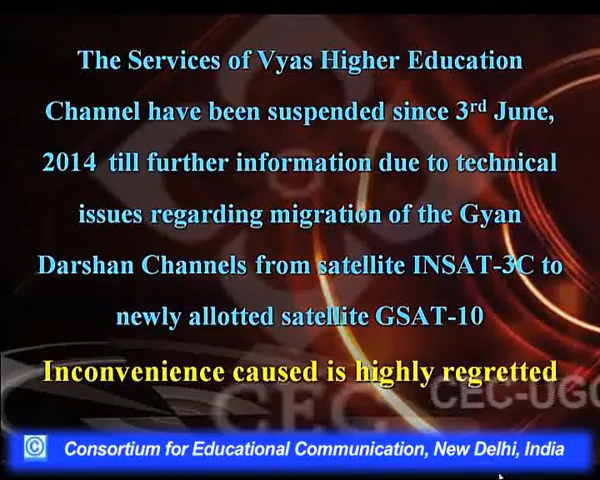 The Services of Vyas Higher Education
Channel have been suspended since 3rd June,
2014 till further information due to technical
issues regarding migration of the Gyan
Darshan Channels from satellite INSAT-3C to
newly allotted satellite GSAT-10
Inconvenience caused is highly regretted
CEC
CEC-UGC
© Consortium for Educational Communication, New Delhi, India